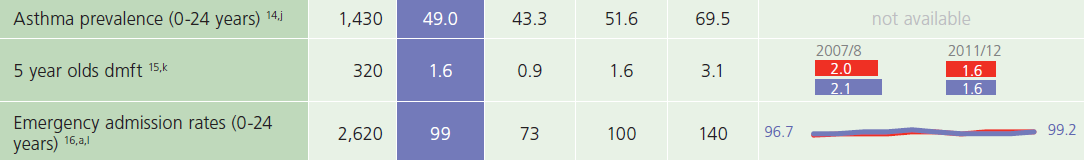 Asthma prevalence (0-24 years) 14,j 1,430 49.0 43.3 51.6 69.5 not available
2007/8 2011/12
5 year olds dmft 15,k 320 1.6 0.9 1.6 3.1 2.0 1.6
2.1 1.6
Emergency admission rates (0-24
years) 16,a,l 2,620 99 73 100 140 96.7 99.2